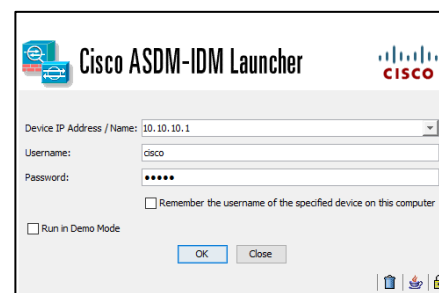 Cisco ASDM-IDM Launcher
CISCO
Device IP Address / Name: 10.10.10.1
Username: cisco
Password: •••••
Remember the username of the specified device on this computer
Run in Demo Mode
OK Close